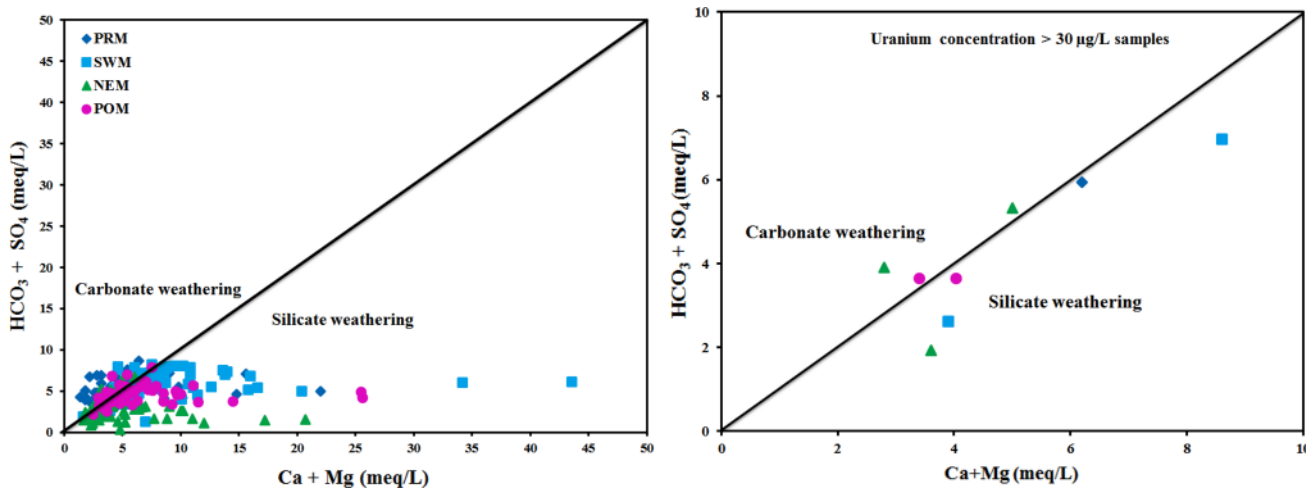 50
45
40
35
30
25
20
15
10
5
0
HCO₃ + SO₄ (meq/L)
PRM
SWM
NEM
POM
Carbonate weathering
Silicate weathering
0 5 10 15 20 25 30 35 40 45 50
Ca + Mg (meq/L)
10
8
6
4
2
0
HCO₃ + SO₄ (meq/L)
Uranium concentration > 30 µg/L samples
Carbonate weathering
Silicate weathering
0 2 4 6 8 10
Ca+Mg (meq/L)